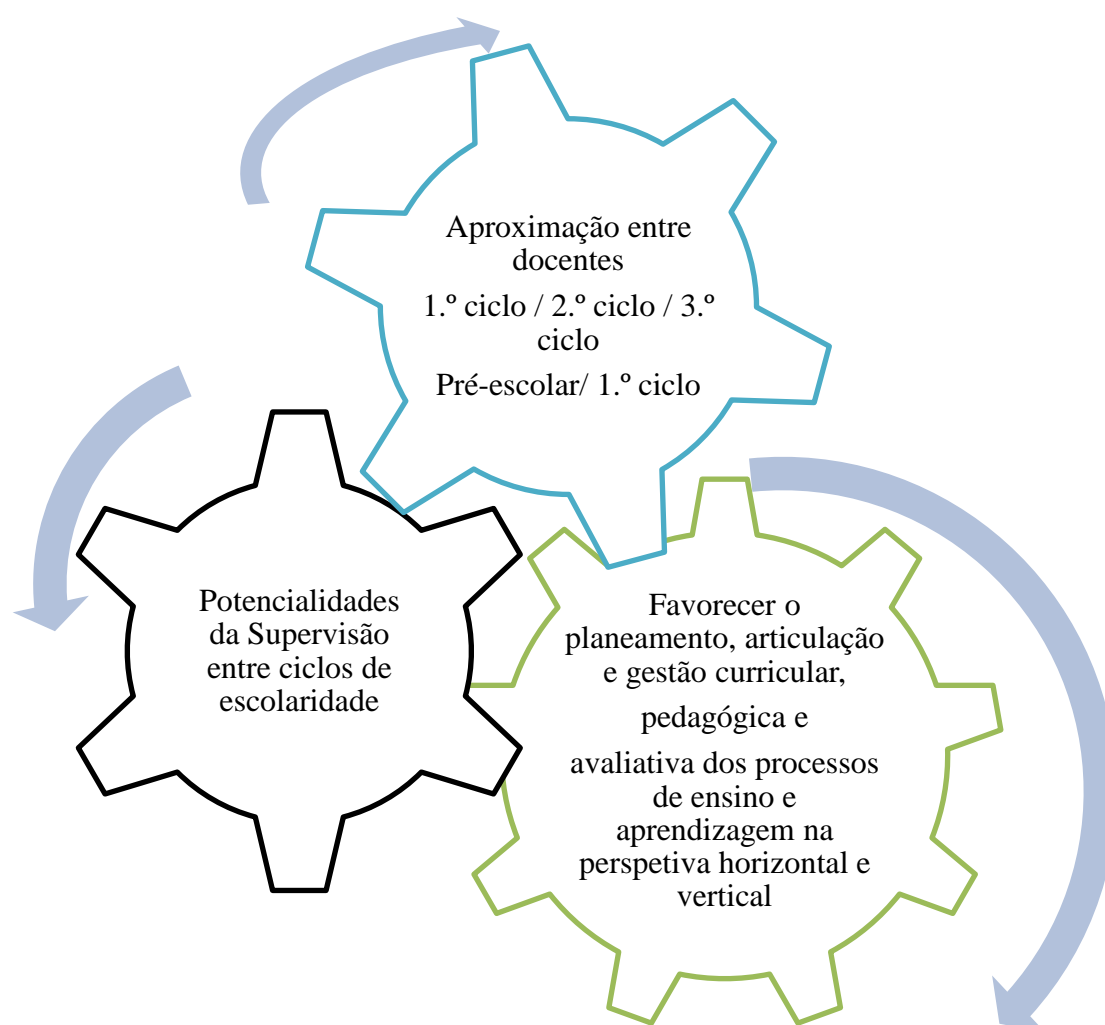 Aproximação entre
docentes
1.º ciclo / 2.º ciclo / 3.º
ciclo
Pré-escolar/ 1.º ciclo
Potencialidades
da Supervisão
entre ciclos de
escolaridade
Favorecer o
planeamento, articulação
e gestão curricular,
pedagógica e
avaliativa dos processos
de ensino e
aprendizagem na
perspetiva horizontal e
vertical